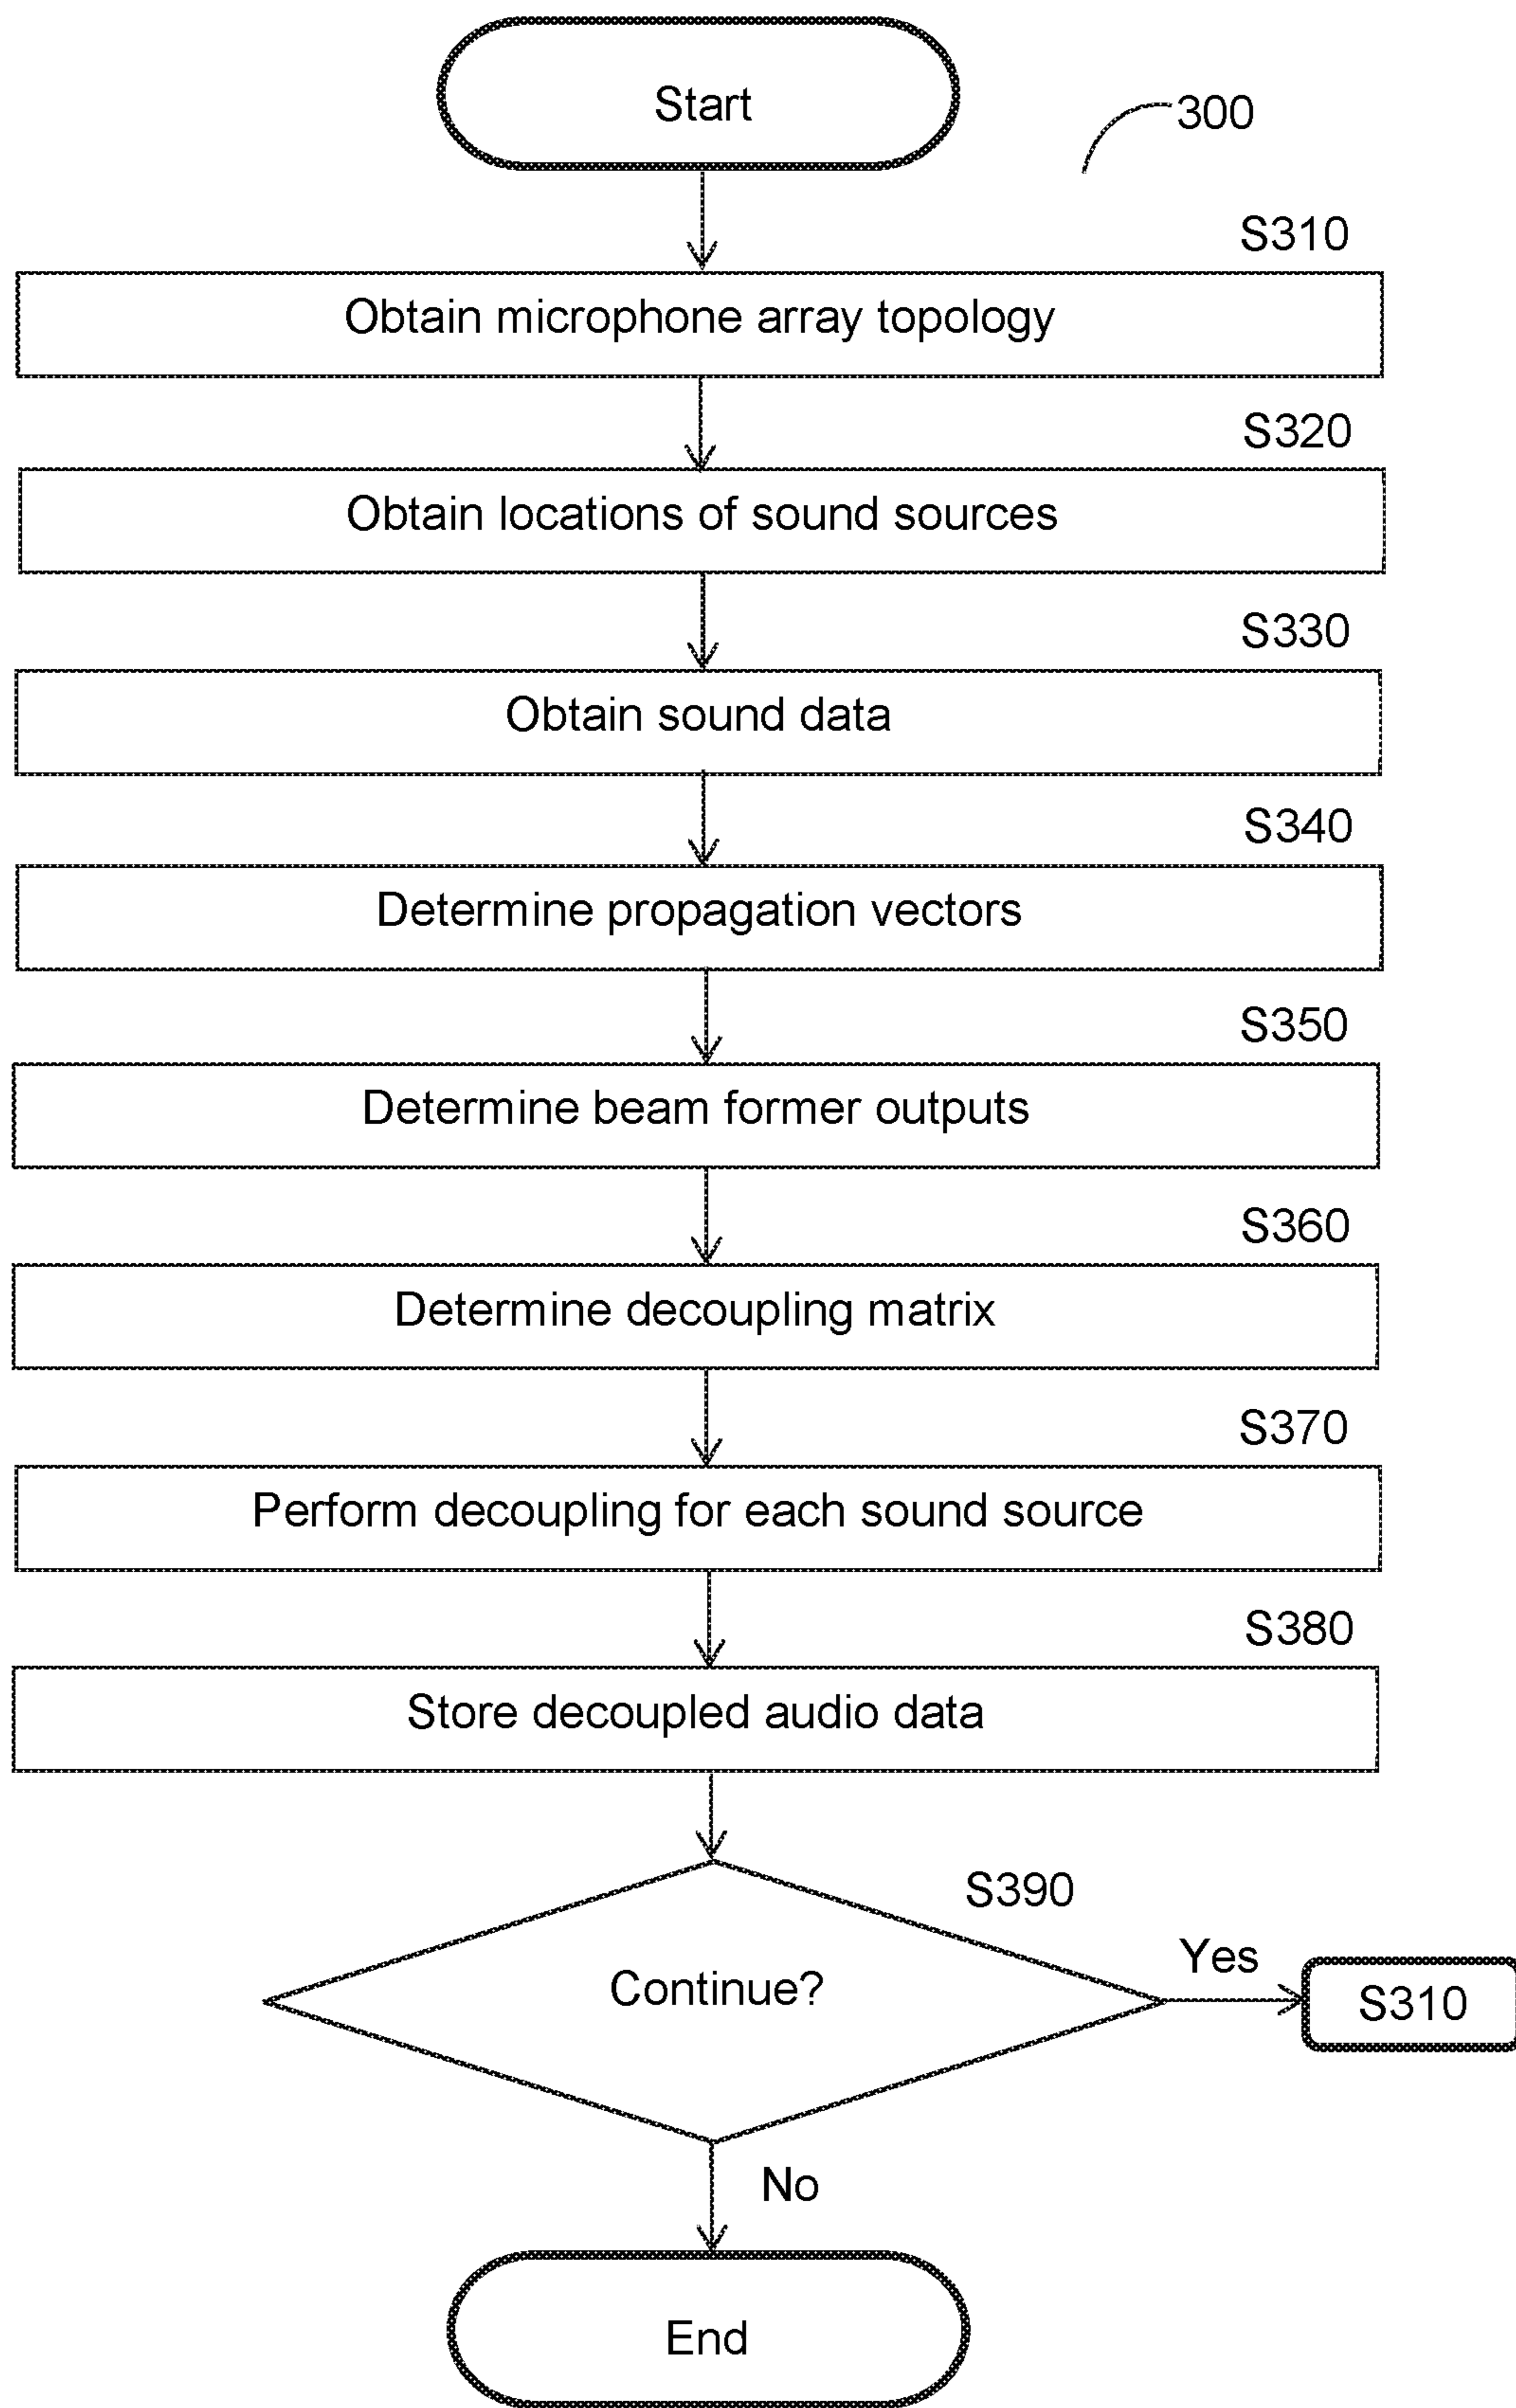 Start
300
S310
Obtain microphone array topology
S320
Obtain locations of sound sources
S330
Obtain sound data
S340
Determine propagation vectors
S350
Determine beam former outputs
S360
Determine decoupling matrix
S370
Perform decoupling for each sound source
S380
Store decoupled audio data
S390
Continue?
Yes
S310
No
End